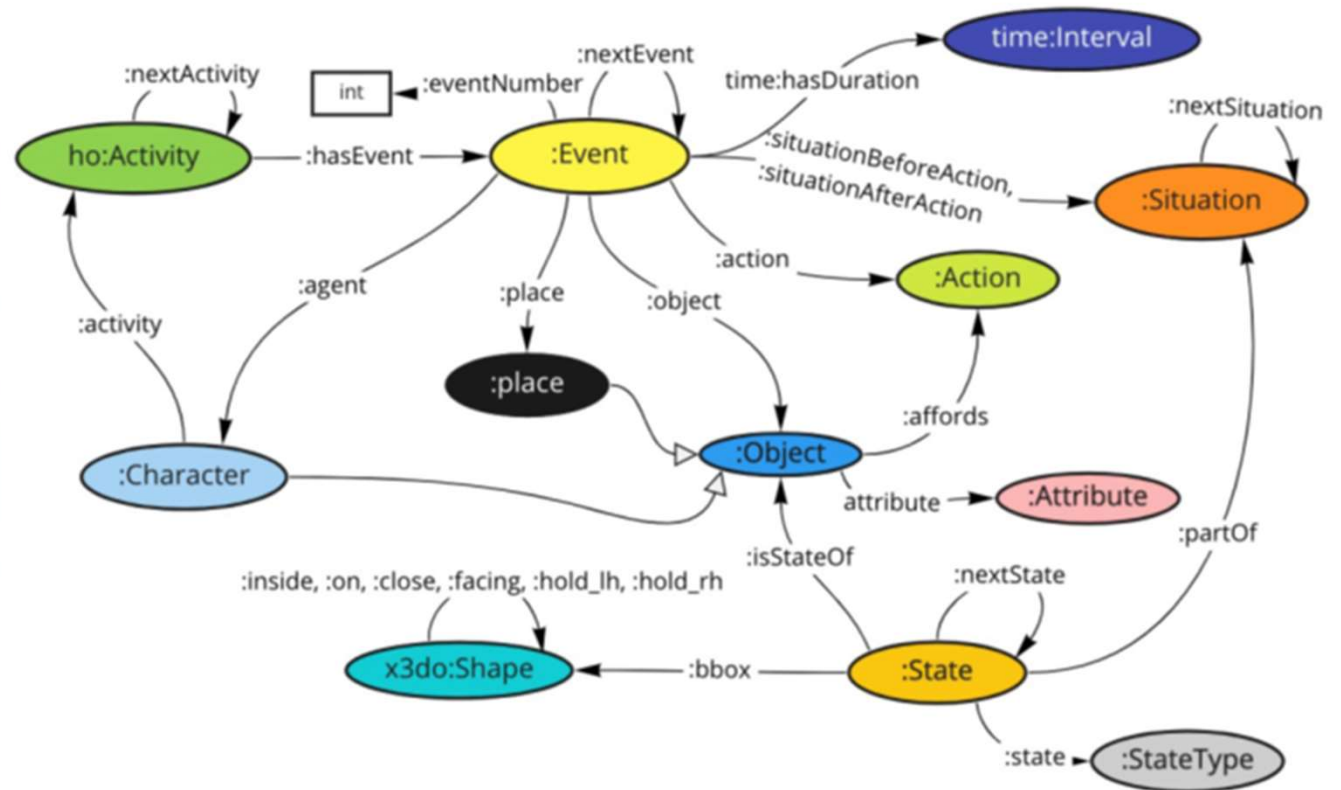 time:Interval
:nextEvent
:nextActivity
time:hasDuration
int
:eventNumber
:nextSituation
ho:Activity
:hasEvent
:Event
:situationBeforeAction,
:situationAfterAction
:Situation
:action
:Action
:agent
:place
:object
:activity
:place
:affords
:Object
:Character
attribute
:Attribute
:partOf
:isStateOf
:inside, :on, :close, :facing, :hold_lh, :hold_rh
:nextState
x3do:Shape
:bbox
:State
:state
:StateType